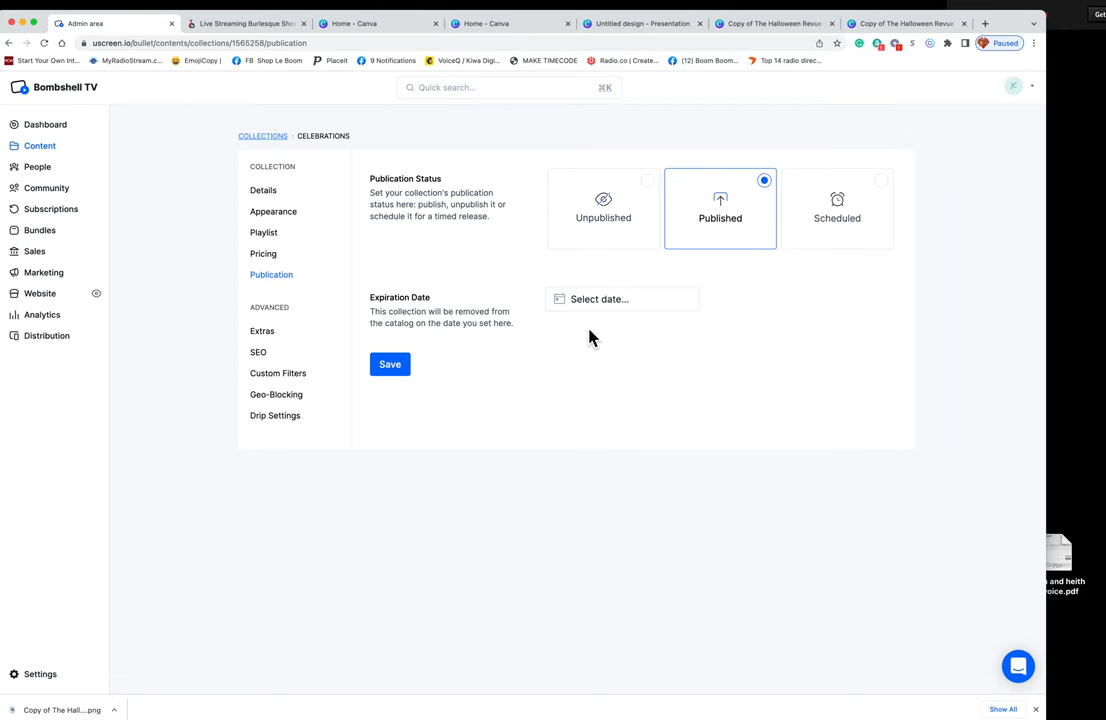 Get
Admin area
Live Streaming Burlesque Sho
Home - Canva
Home - Canva
Untitled design - Presentation
Copy of The Halloween Revue
Copy of The Halloween Revue
uscreen.io/bullet/contents/collections/1565258/publication
Paused
Start Your Own Int...
MyRadioStream.c...
EmojiCopy |
FB Shop Le Boom
Placeit
9 Notifications
VoiceQ / Kiwa Digi...
MAKE TIMECODE
Radio.co | Create...
(12) Boom Boom...
Top 14 radio direc...
Bombshell TV
Quick search...
⌘K
JC
Dashboard
Content
People
Community
Subscriptions
Bundles
Sales
Marketing
Website
Analytics
Distribution
Settings
COLLECTIONS
CELEBRATIONS
COLLECTION
Details
Appearance
Playlist
Pricing
Publication
ADVANCED
Extras
SEO
Custom Filters
Geo-Blocking
Drip Settings
Publication Status
Set your collection's publication
status here: publish, unpublish it or
schedule it for a timed release.
Unpublished
Published
Scheduled
Expiration Date
This collection will be removed from
the catalog on the date you set here.
Select date...
Save
and heith
voice.pdf
Copy of The Hall....png
Show All